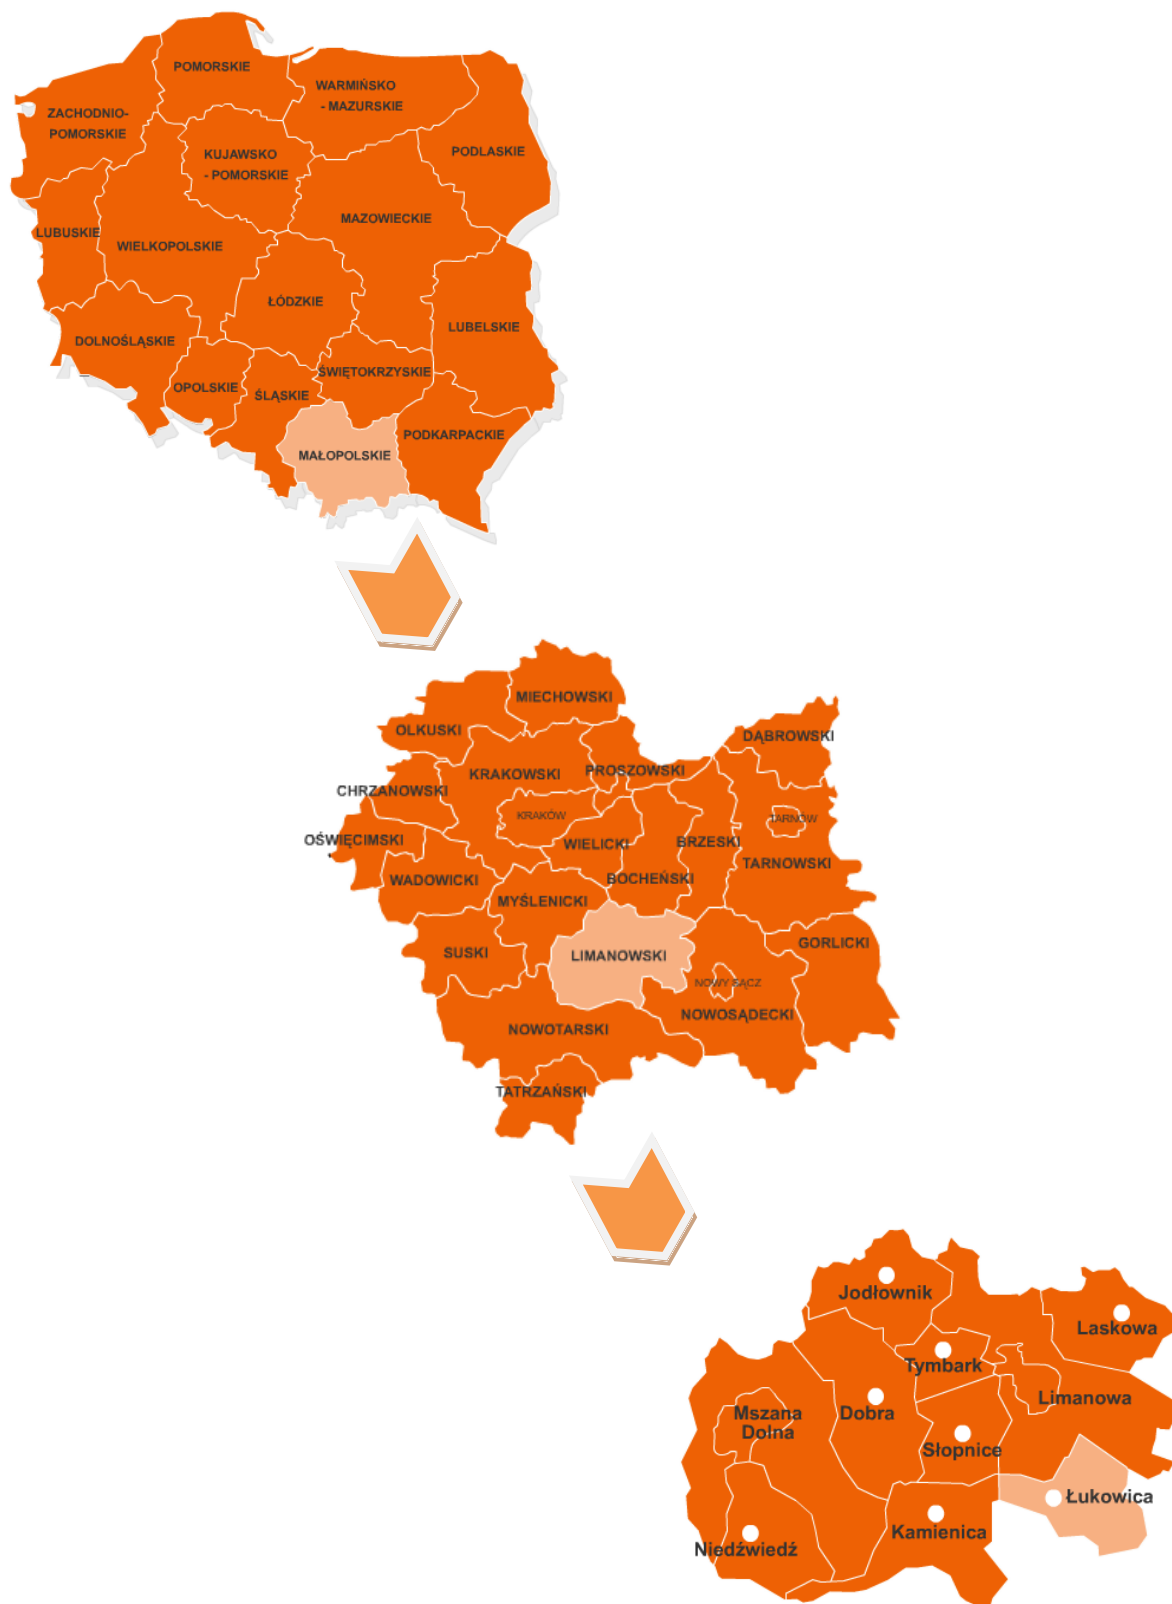 POMORSKIE
WARMIŃSKO
- MAZURSKIE
ZACHODNIO-
POMORSKIE
KUJAWSKO
- POMORSKIE
PODLASKIE
MAZOWIECKIE
LUBUSKIE
WIELKOPOLSKIE
ŁÓDZKIE
LUBELSKIE
DOLNOŚLĄSKIE
OPOLSKIE
ŚLĄSKIE
ŚWIĘTOKRZYSKIE
MAŁOPOLSKIE
PODKARPACKIE
MIECHOWSKI
OLKUSKI
DĄBROWSKI
KRAKOWSKI
PROSZOWSKI
CHRZANOWSKI
KRAKÓW
TARNÓW
OŚWIĘCIMSKI
WIELICKI
BRZESKI
TARNOWSKI
WADOWICKI
BOCHEŃSKI
MYŚLENICKI
SUSKI
LIMANOWSKI
GORLICKI
NOWY SĄCZ
NOWOSĄDECKI
NOWOTARSKI
TATRZAŃSKI
Jodłownik
Laskowa
Tymbark
Limanowa
Mszana
Dolna
Dobra
Słopnice
Łukowica
Kamienica
Niedźwiedź